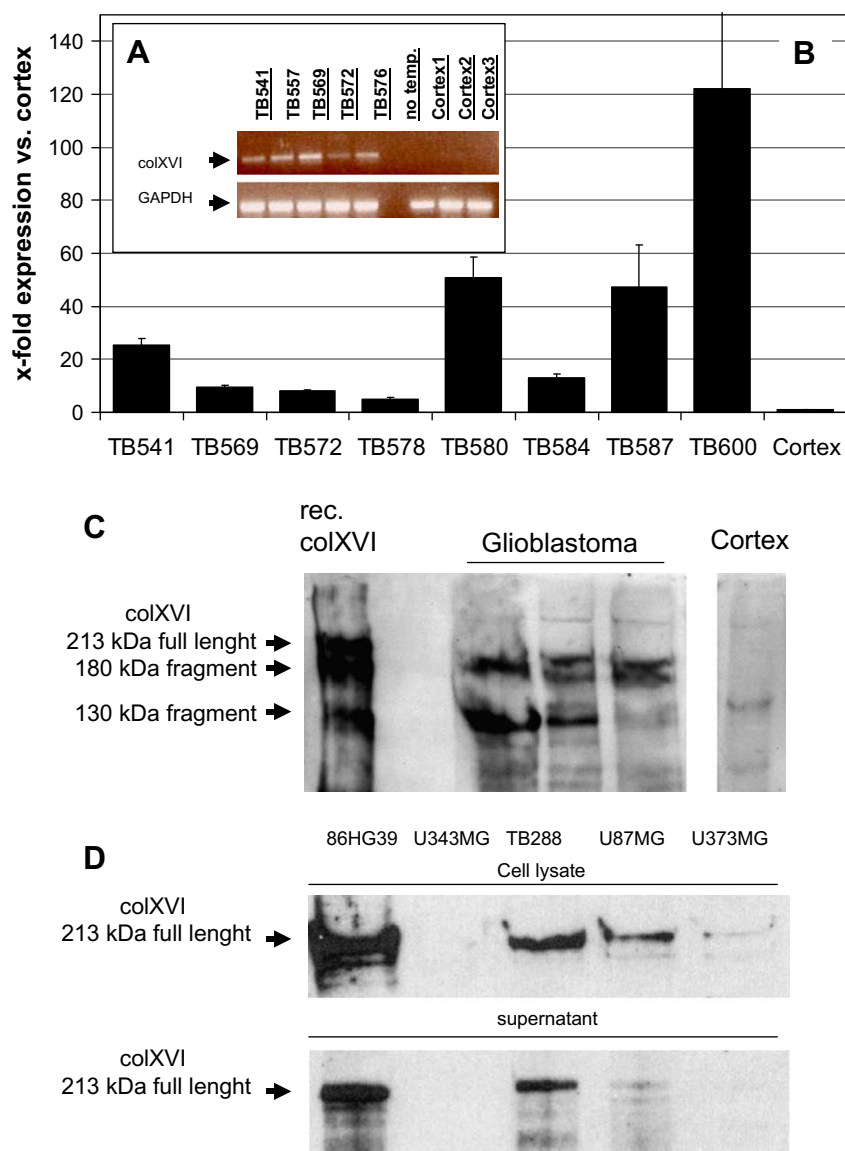 A
B
x-fold expression vs. cortex
140
120
100
80
60
40
20
0
TB541 TB557 TB569 TB572 TB576 no temp. Cortex1 Cortex2 Cortex3
colXVI
GAPDH
TB541 TB569 TB572 TB578 TB580 TB584 TB587 TB600 Cortex
C
rec.
colXVI
Glioblastoma
Cortex
colXVI
213 kDa full lenght
180 kDa fragment
130 kDa fragment
D
86HG39 U343MG TB288 U87MG U373MG
Cell lysate
colXVI
213 kDa full lenght
supernatant
colXVI
213 kDa full lenght